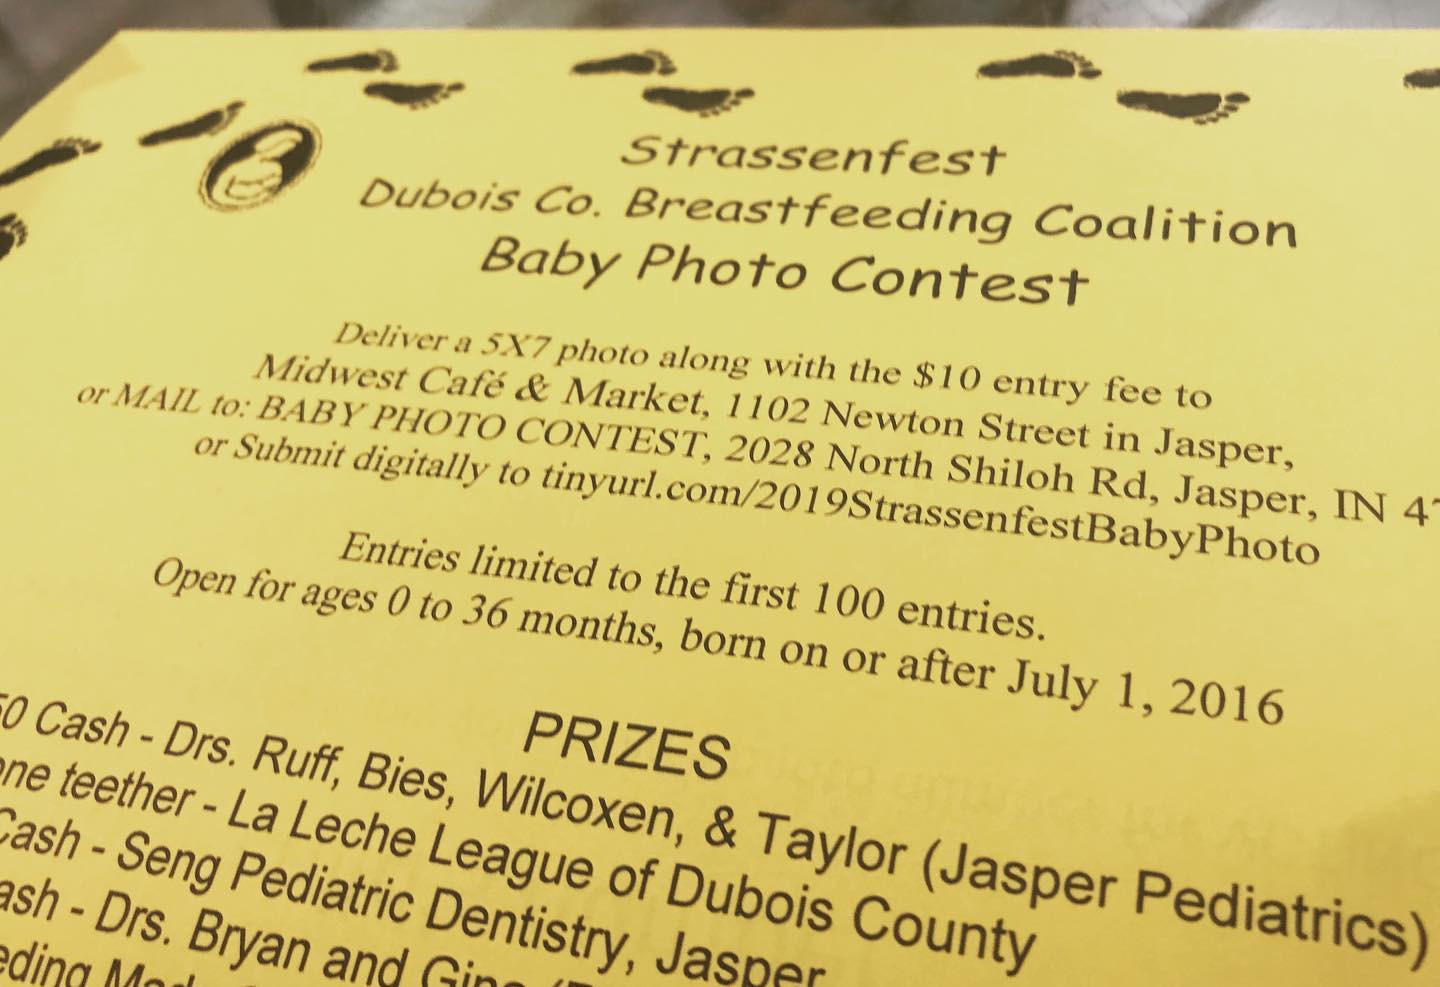 Strassenfest
Dubois Co. Breastfeeding Coalition
Baby Photo Contest
Deliver a 5X7 photo along with the $10 entry fee to
Midwest Café & Market, 1102 Newton Street in Jasper,
or MAIL to: BABY PHOTO CONTEST, 2028 North Shiloh Rd, Jasper, IN
or Submit digitally to tinyurl.com/2019StrassenfestBabyPhoto
Entries limited to the first 100 entries.
Open for ages 0 to 36 months, born on or after July 1, 2016
PRIZES
Cash - Drs. Ruff, Bies, Wilcoxen, & Taylor (Jasper Pediatrics)
teether - La Leche League of Dubois County
Cash - Seng Pediatric Dentistry, Jasper
- Drs. Bryan and